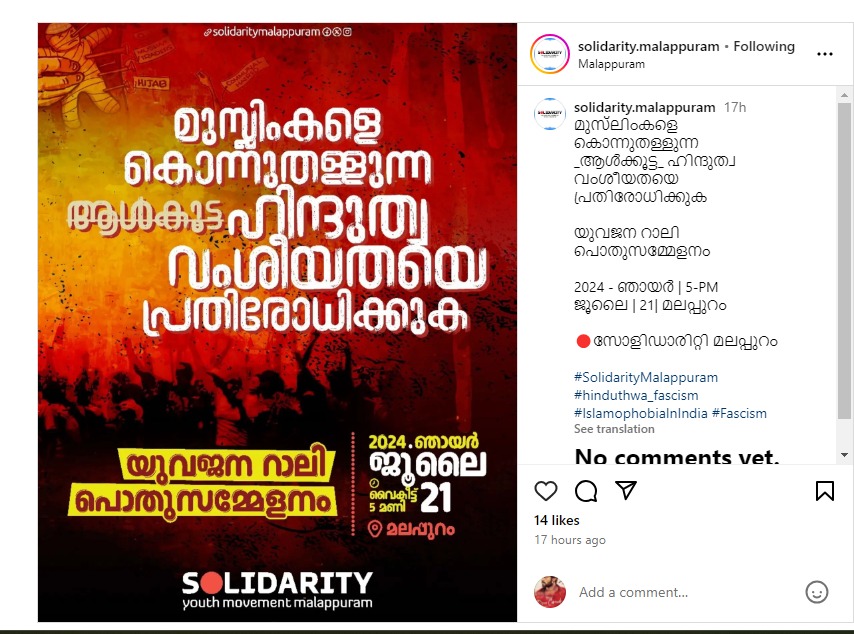 solidaritymalappuram
HIJAB
മുസ്ലിംകളെ
കൊന്നുതള്ളുന്ന
ആൾകൂട്ട ഹിന്ദുത്വ
വംശീയതയെ
പ്രതിരോധിക്കുക
യുവജന റാലി
പൊതുസമ്മേളനം
2024.ഞായർ
ജൂലൈ
വൈകീട്ട്
5 മണി
21
മലപ്പുറം
SOLIDARITY
youth movement malappuram
solidarity.malappuram • Following
Malappuram
solidarity.malappuram 17h
മുസ്‌ലിംകളെ
കൊന്നുതള്ളുന്ന
_ആൾക്കൂട്ട_ ഹിന്ദുത്വ
വംശീയതയെ
പ്രതിരോധിക്കുക
യുവജന റാലി
പൊതുസമ്മേളനം
2024 - ഞായർ | 5-PM
ജൂലൈ | 21| മലപ്പുറം
🔴സോളിഡാരിറ്റി മലപ്പുറം
#SolidarityMalappuram
#hinduthwa_fascism
#IslamophobiaInIndia #Fascism
See translation
No comments yet.
14 likes
17 hours ago
Add a comment...